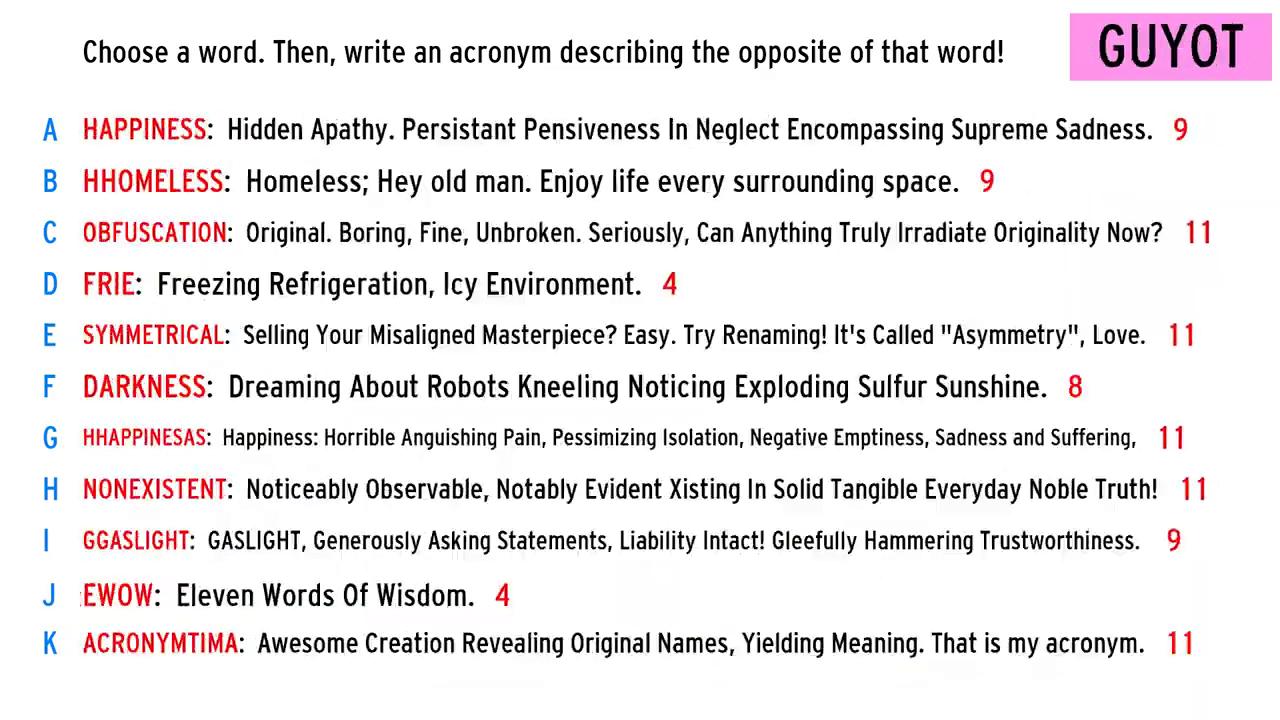 Choose a word. Then, write an acronym describing the opposite of that word!
GUYOT
A HAPPINESS: Hidden Apathy. Persistant Pensiveness In Neglect Encompassing Supreme Sadness. 9
B HHOMELESS: Homeless; Hey old man. Enjoy life every surrounding space. 9
C OBFUSCATION: Original. Boring, Fine, Unbroken. Seriously, Can Anything Truly Irradiate Originality Now? 11
D FRIE: Freezing Refrigeration, Icy Environment. 4
E SYMMETRICAL: Selling Your Misaligned Masterpiece? Easy. Try Renaming! It's Called "Asymmetry", Love. 11
F DARKNESS: Dreaming About Robots Kneeling Noticing Exploding Sulfur Sunshine. 8
G HHAPPINESAS: Happiness: Horrible Anguishing Pain, Pessimizing Isolation, Negative Emptiness, Sadness and Suffering, 11
H NONEXISTENT: Noticeably Observable, Notably Evident Xisting In Solid Tangible Everyday Noble Truth! 11
I GGASLIGHT: GASLIGHT, Generously Asking Statements, Liability Intact! Gleefully Hammering Trustworthiness. 9
J EWOW: Eleven Words Of Wisdom. 4
K ACRONYMTIMA: Awesome Creation Revealing Original Names, Yielding Meaning. That is my acronym. 11